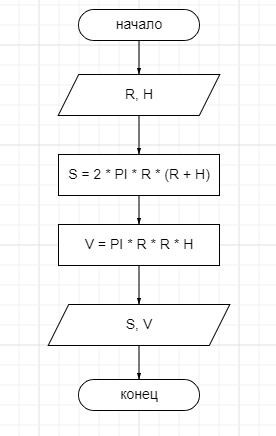 начало
R, H
S = 2 * PI * R * (R + H)
V = PI * R * R * H
S, V
конец